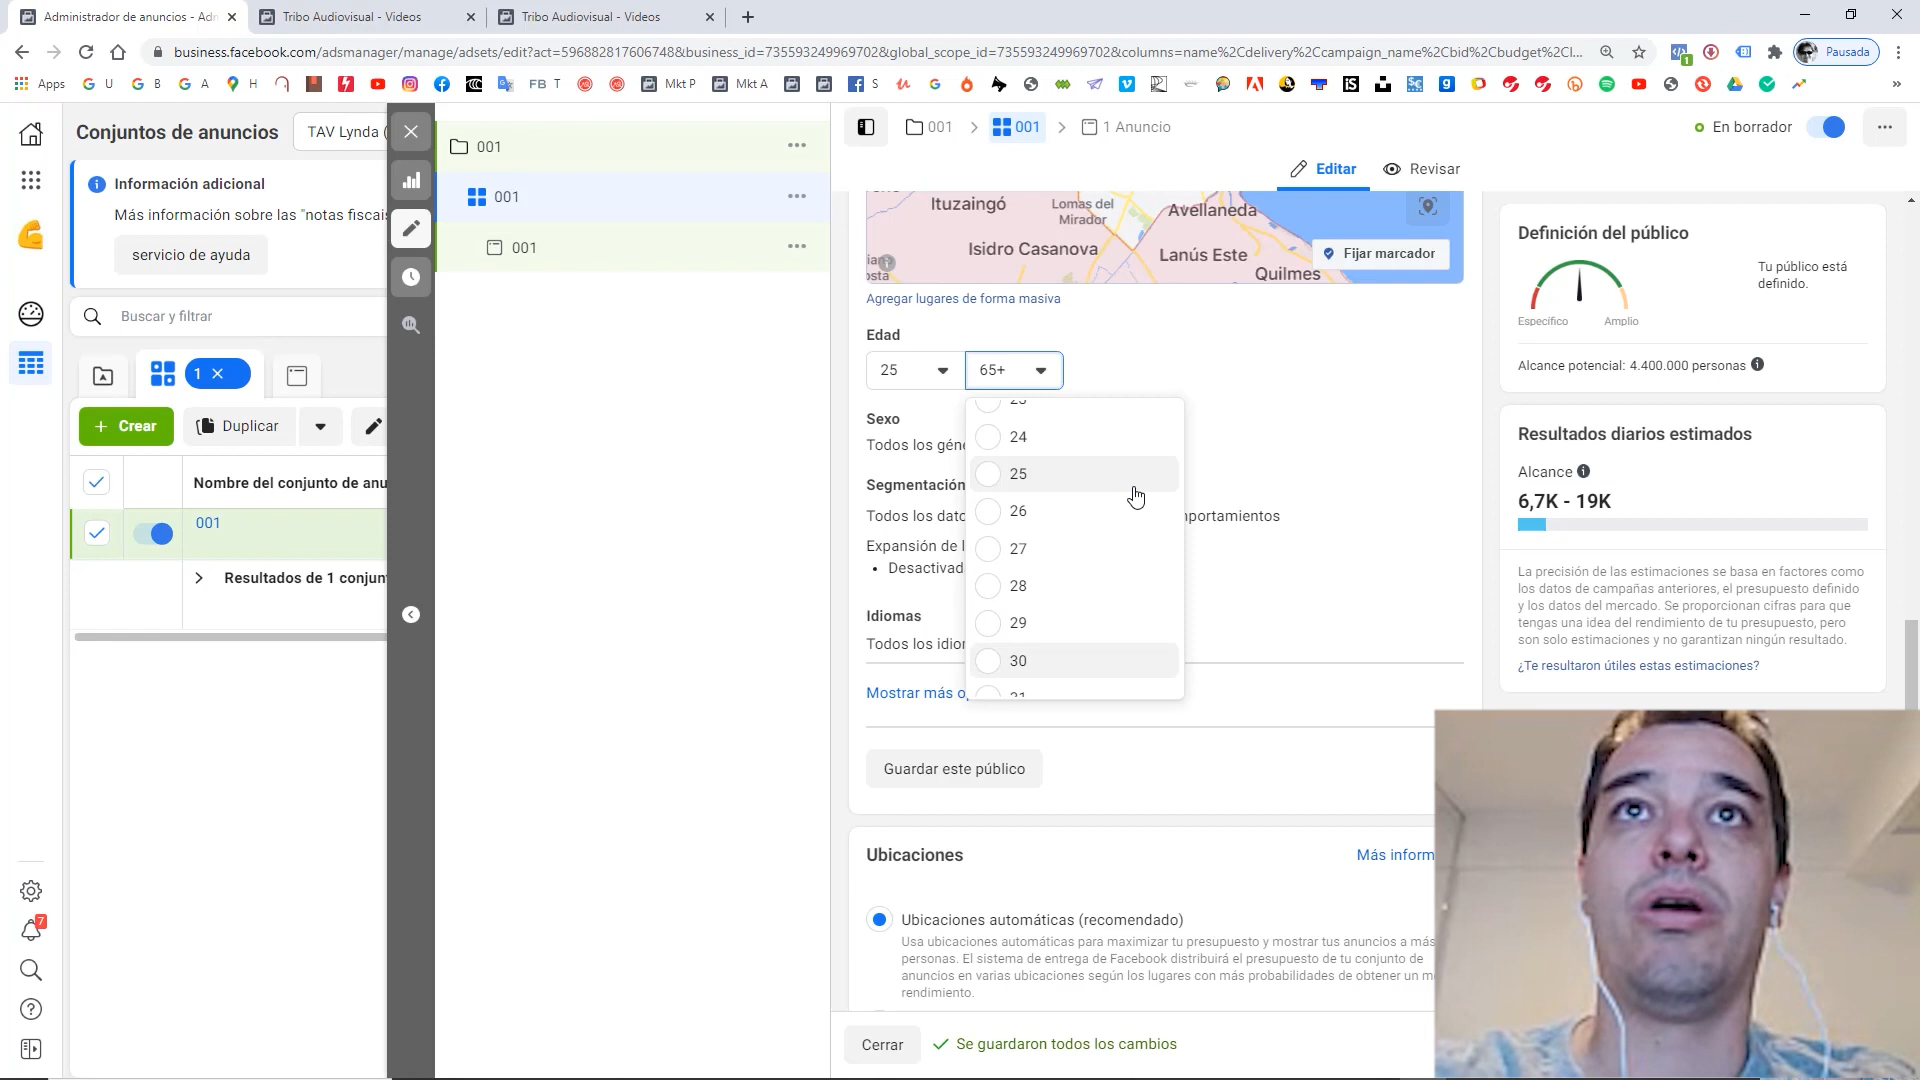 Administrador de anuncios - Adm
Tribo Audiovisual - Videos
Tribo Audiovisual - Videos
business.facebook.com/adsmanager/manage/adsets/edit?act=596882817606748&business_id=735593249969702&global_scope_id=735593249969702&columns=name%2Cdelivery%2Ccampaign_name%2Cbid%2Cbudget%2Cl...
1
Pausada
Apps
U
B
A
H
FB T
Mkt P
Mkt A
S
Conjuntos de anuncios
TAV Lynda (
Información adicional
Más información sobre las "notas fiscai
servicio de ayuda
Buscar y filtrar
1
Crear
Duplicar
Nombre del conjunto de anu
001
Resultados de 1 conjun
7
001
001
001
001
001
1 Anuncio
En borrador
Editar
Revisar
Ituzaingó
Lomas del
Mirador
Avellaneda
Isidro Casanova
Lanús Este
Quilmes
Fijar marcador
Agregar lugares de forma masiva
Edad
25
65+
23
24
25
26
27
28
29
30
31
Sexo
Todos los géne
Segmentación
Todos los dato
mportamientos
Expansión de l
• Desactivad
Idiomas
Todos los idior
Mostrar más o
Guardar este público
Ubicaciones
Más inform
Ubicaciones automáticas (recomendado)
Usa ubicaciones automáticas para maximizar tu presupuesto y mostrar tus anuncios a más
personas. El sistema de entrega de Facebook distribuirá el presupuesto de tu conjunto de
anuncios en varias ubicaciones según los lugares con más probabilidades de obtener un me
rendimiento.
Cerrar
Se guardaron todos los cambios
Definición del público
Específico
Amplio
Tu público está
definido.
Alcance potencial: 4.400.000 personas
Resultados diarios estimados
Alcance
6,7K - 19K
La precisión de las estimaciones se basa en factores como
los datos de campañas anteriores, el presupuesto definido
y los datos del mercado. Se proporcionan cifras para que
tengas una idea del rendimiento de tu presupuesto, pero
son solo estimaciones y no garantizan ningún resultado.
¿Te resultaron útiles estas estimaciones?